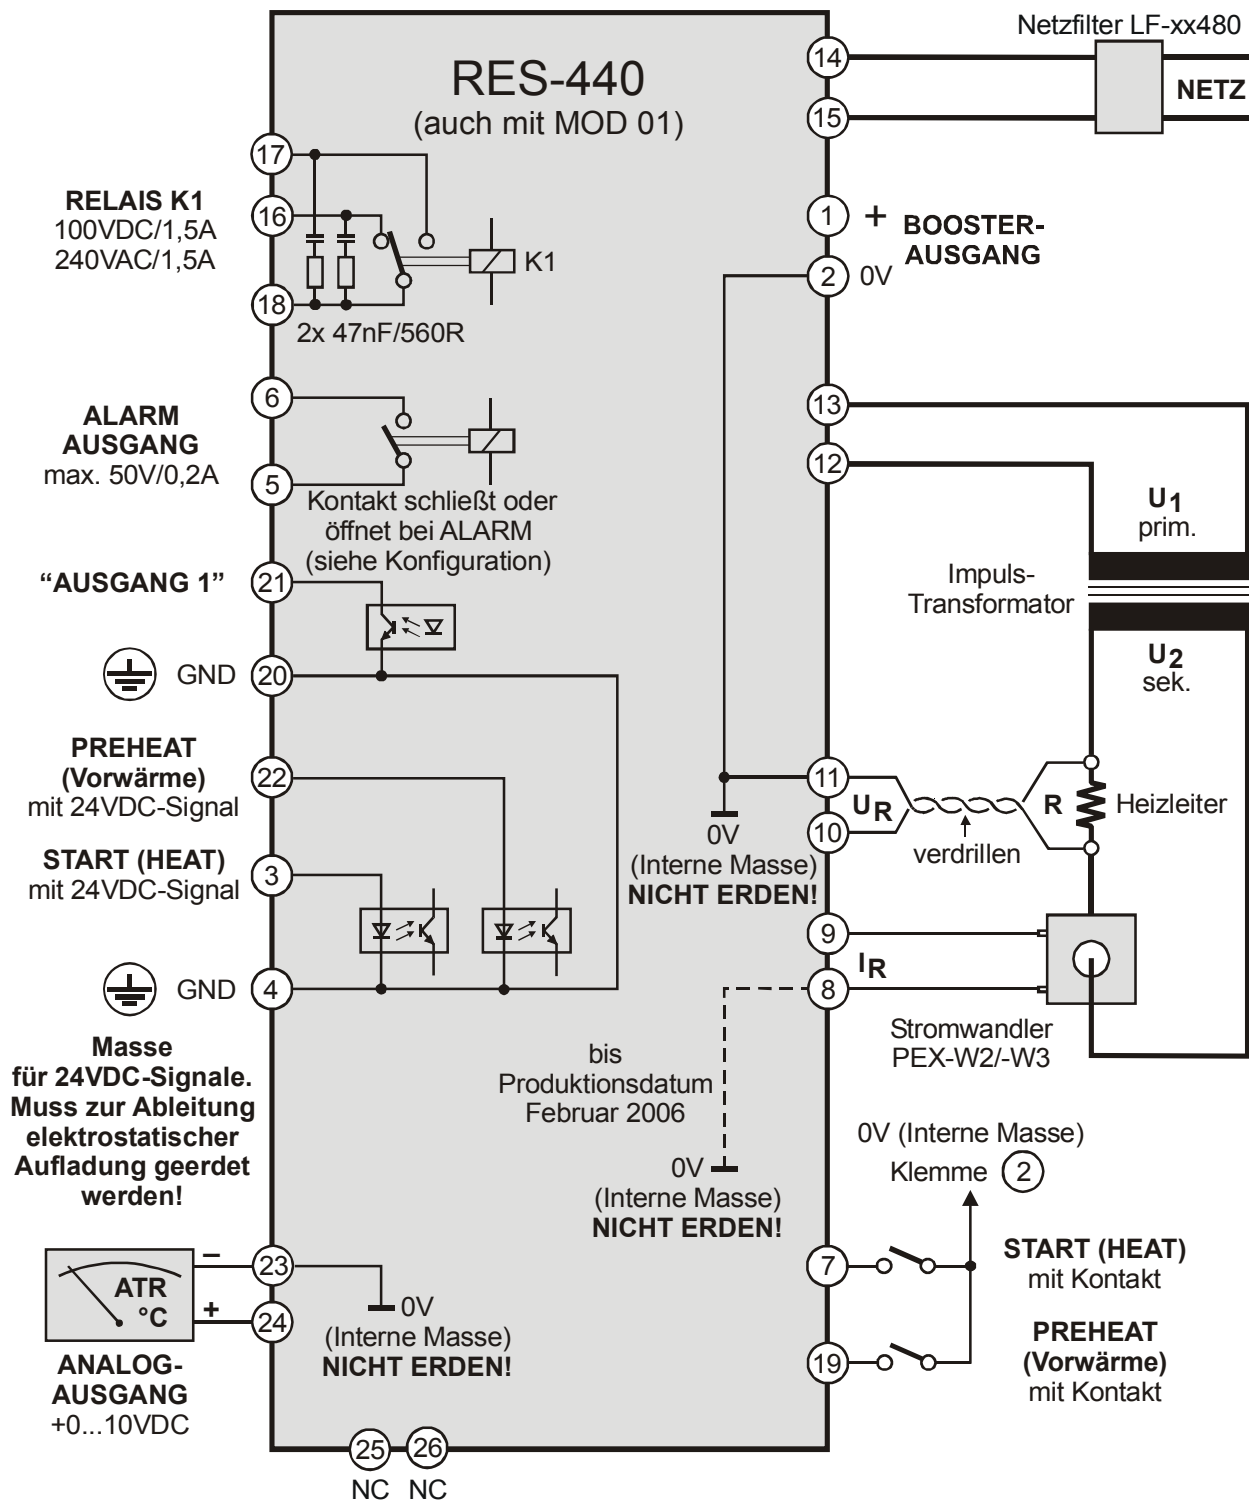 Netzfilter LF-xx480
NETZ
RES-440
(auch mit MOD 01)
14
15
17
16
18
RELAIS K1
100VDC/1,5A
240VAC/1,5A
K1
2x 47nF/560R
1
+
BOOSTER-
AUSGANG
2
0V
6
5
ALARM
AUSGANG
max. 50V/0,2A
Kontakt schließt oder
öffnet bei ALARM
(siehe Konfiguration)
13
12
U1
prim.
Impuls-
Transformator
U2
sek.
“AUSGANG 1”
21
GND
20
PREHEAT
(Vorwärme)
mit 24VDC-Signal
22
START (HEAT)
mit 24VDC-Signal
3
GND
4
Masse
für 24VDC-Signale.
Muss zur Ableitung
elektrostatischer
Aufladung geerdet
werden!
11
10
UR
verdrillen
R
Heizleiter
0V
(Interne Masse)
NICHT ERDEN!
9
8
IR
Stromwandler
PEX-W2/-W3
bis
Produktionsdatum
Februar 2006
0V
(Interne Masse)
NICHT ERDEN!
0V (Interne Masse)
Klemme 2
7
START (HEAT)
mit Kontakt
19
PREHEAT
(Vorwärme)
mit Kontakt
ATR
°C
–
+
23
24
0V
(Interne Masse)
NICHT ERDEN!
ANALOG-
AUSGANG
+0...10VDC
25
26
NC
NC